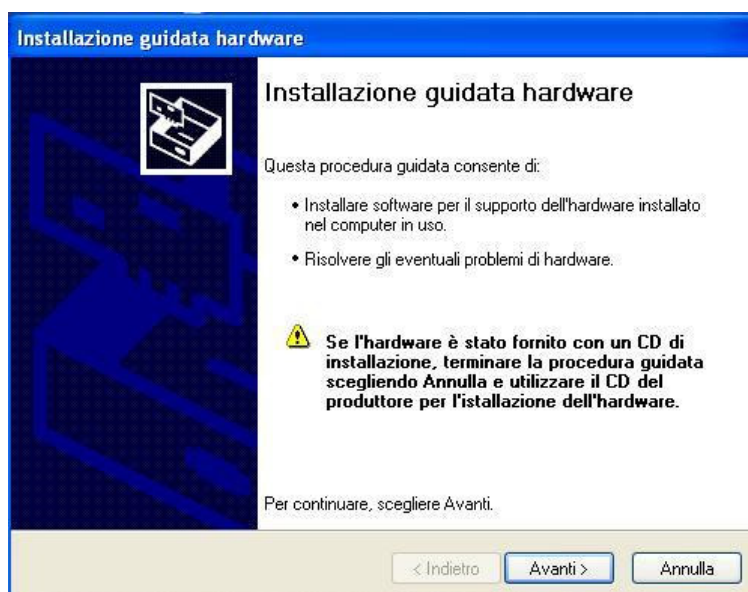 Installazione guidata hardware
Installazione guidata hardware
Questa procedura guidata consente di:
• Installare software per il supporto dell'hardware installato
nel computer in uso.
• Risolvere gli eventuali problemi di hardware.
Se l'hardware è stato fornito con un CD di
installazione, terminare la procedura guidata
scegliendo Annulla e utilizzare il CD del
produttore per l'istallazione dell'hardware.
Per continuare, scegliere Avanti.
< Indietro
Avanti >
Annulla